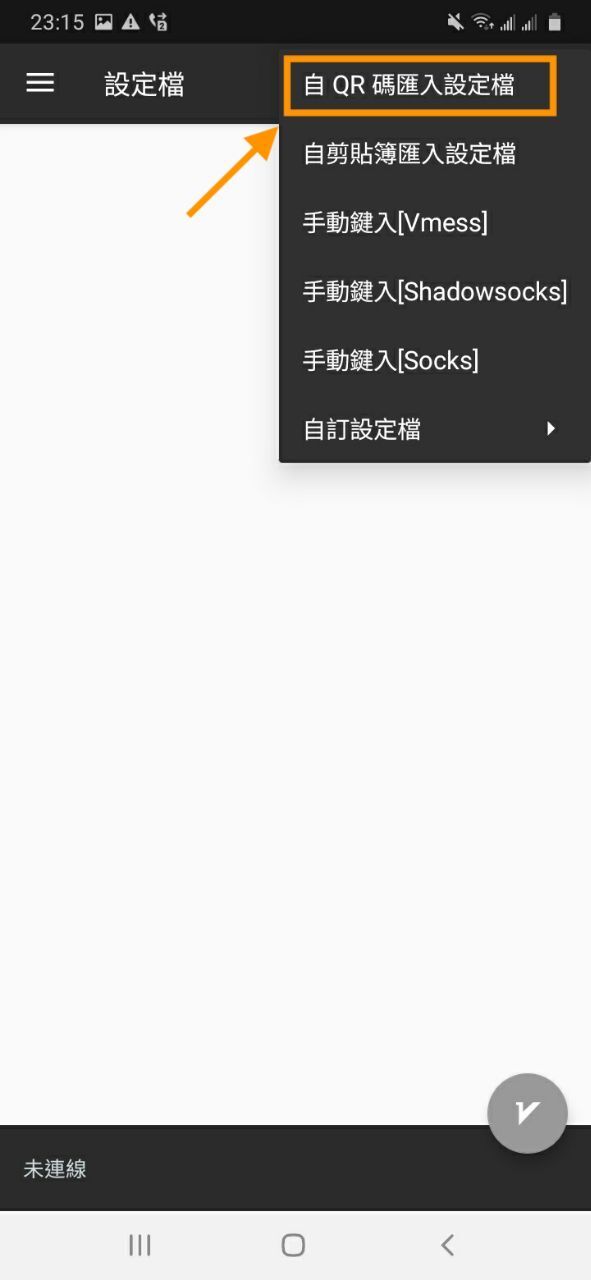 23:15
設定檔
自 QR 碼匯入設定檔
自剪貼簿匯入設定檔
手動鍵入[Vmess]
手動鍵入[Shadowsocks]
手動鍵入[Socks]
自訂設定檔
未連線